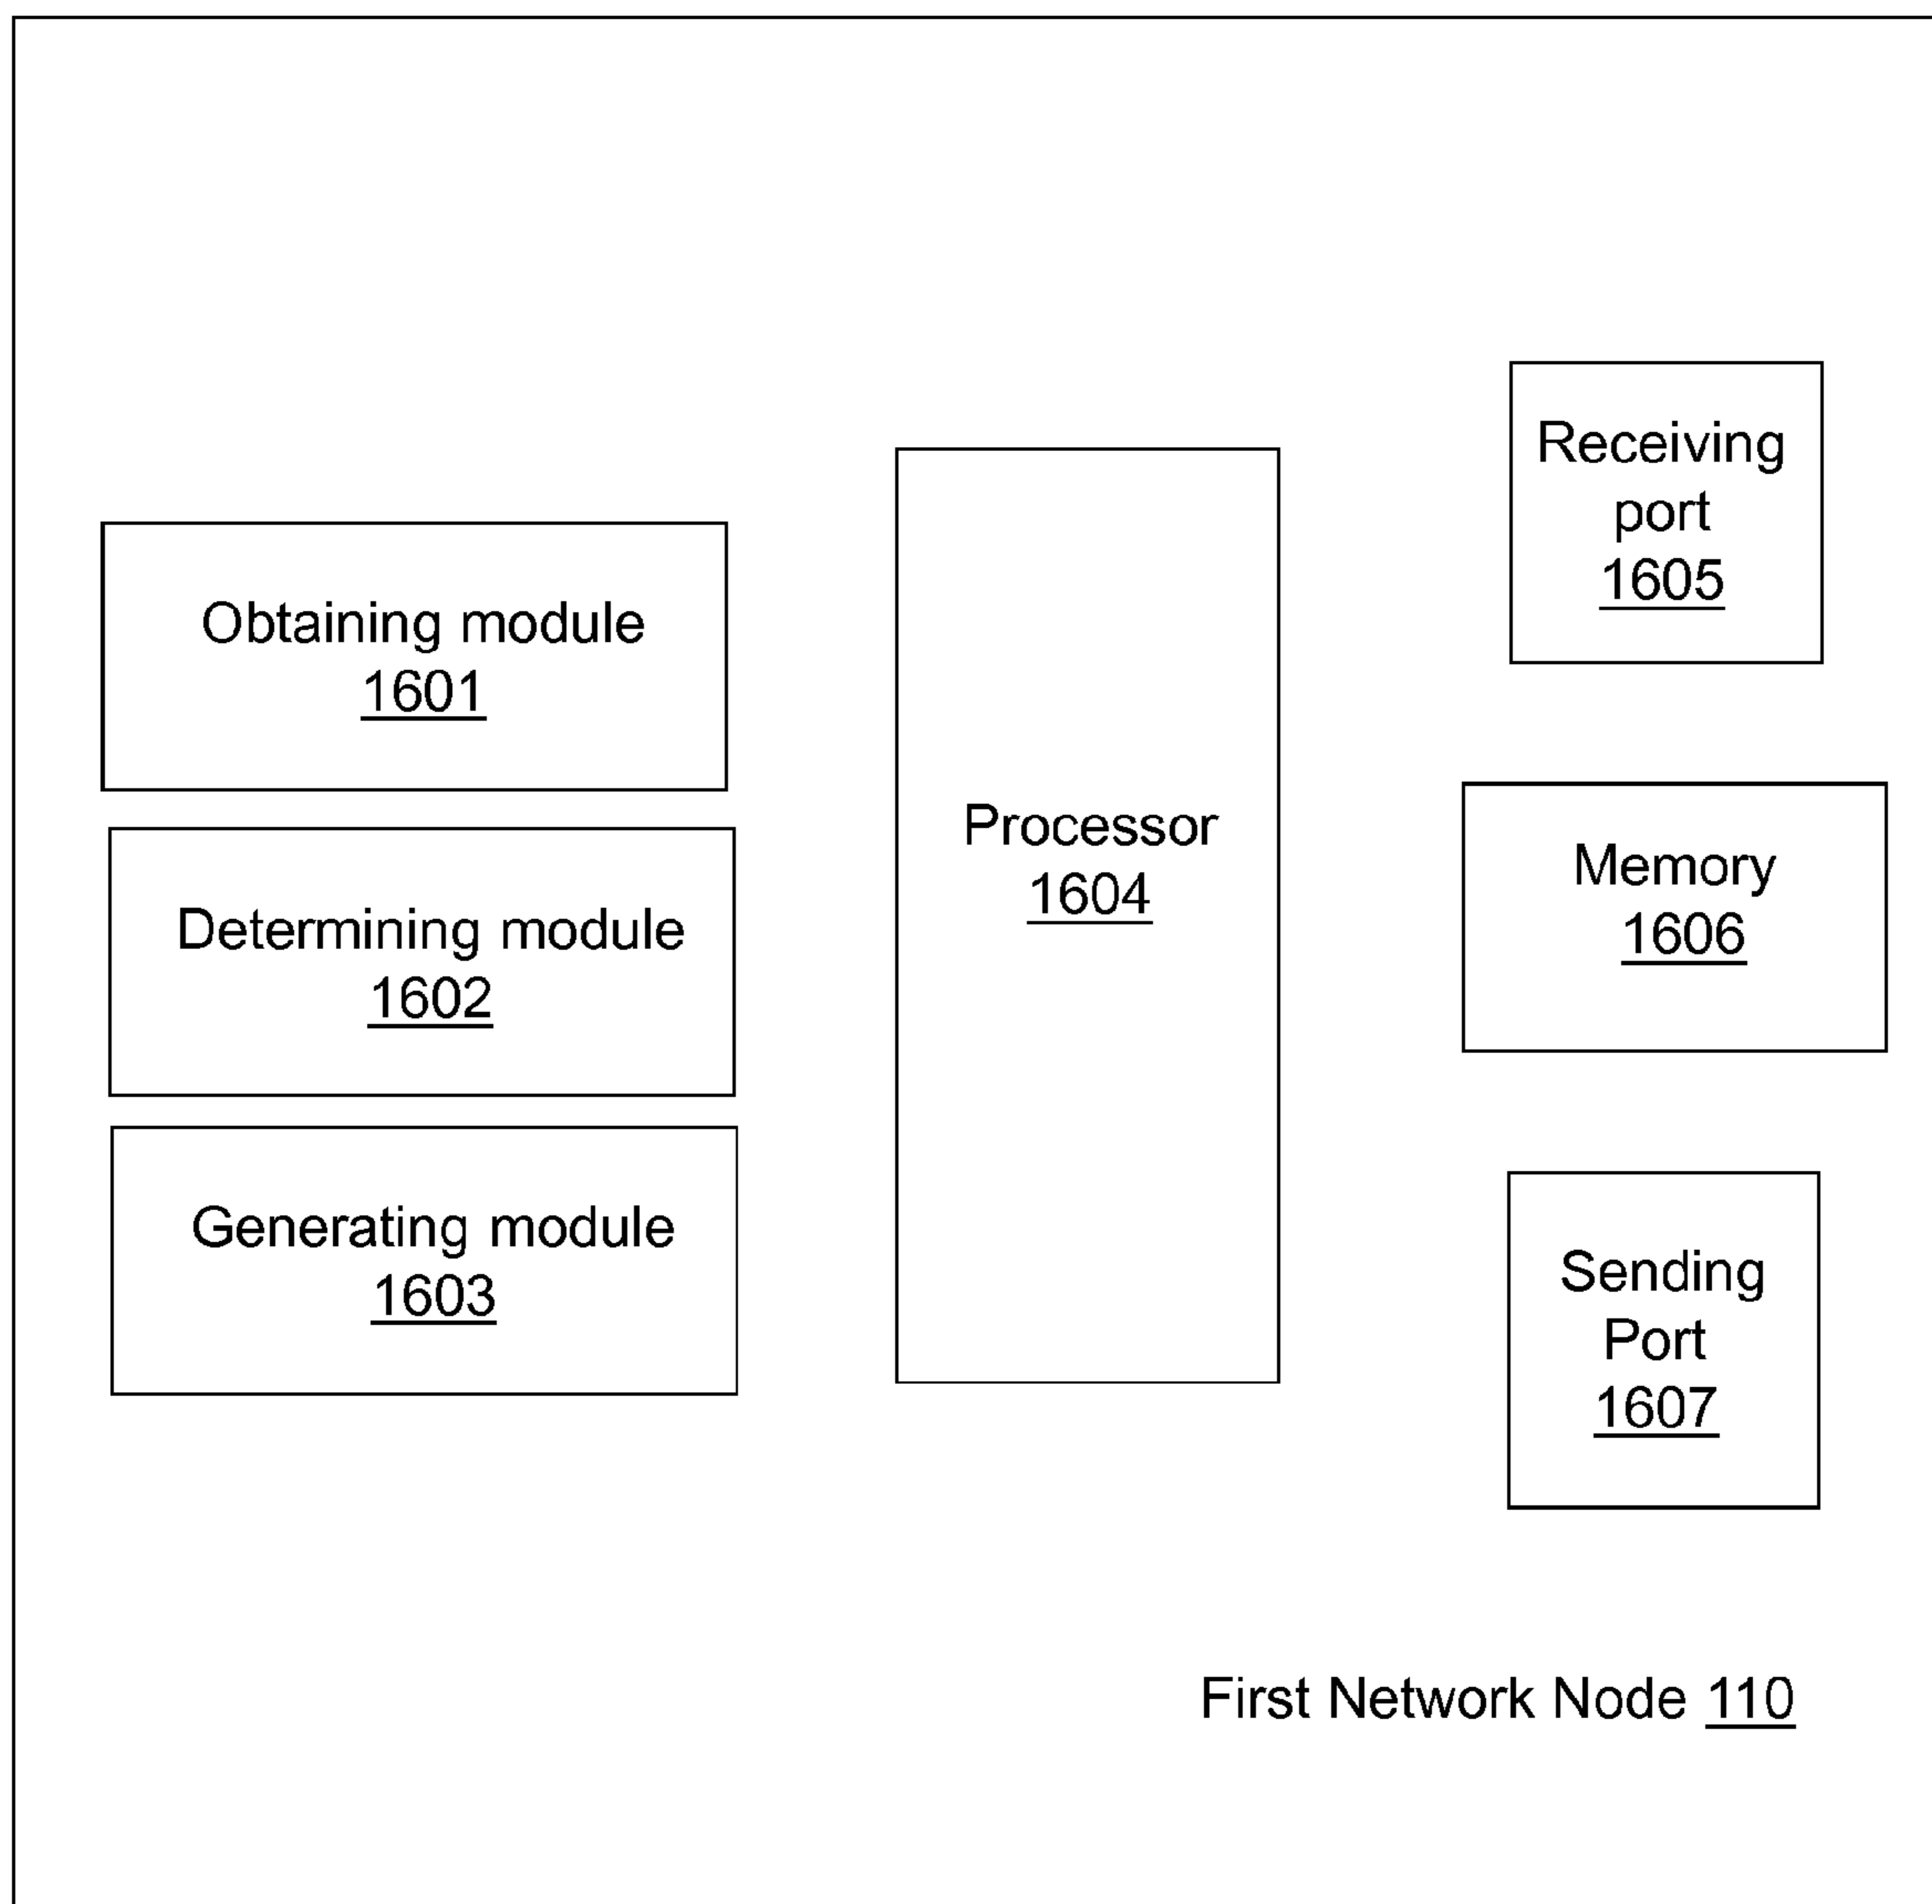 Obtaining module
1601
Determining module
1602
Generating module
1603
Processor
1604
Receiving
port
1605
Memory
1606
Sending
Port
1607
First Network Node 110